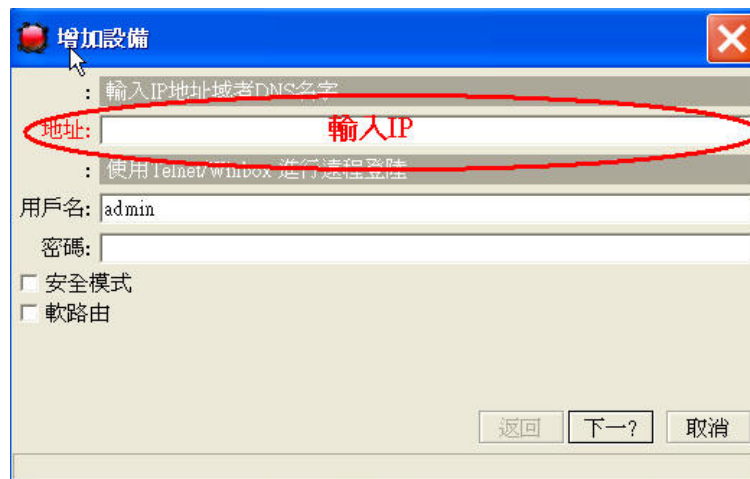 增加設備
: 輸入IP地址域者DNS名字
地址: 輸入IP
: 使用Telnet/Winbox 進行遠程登陸
用戶名: admin
密碼:
安全模式
軟路由
返回 下一? 取消